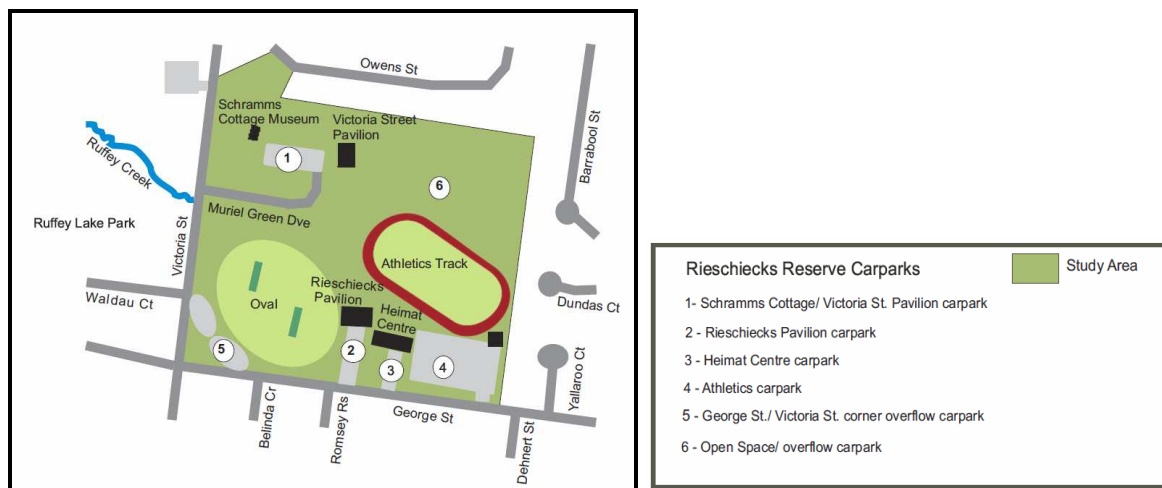 Owens St
Schramms
Cottage Museum
Victoria Street
Pavilion
Barrabool St
Ruffey Creek
1
6
Muriel Green Dve
Ruffey Lake Park
Victoria St
Athletics Track
Rieschiecks
Pavilion
Oval
Waldau Ct
Heimat
Centre
Dundas Ct
5
2
3
4
Yallaroo Ct
George St
Belinda Cr
Romsey Rs
Dehnert St
Rieschiecks Reserve Carparks
Study Area
1- Schramms Cottage/ Victoria St. Pavilion carpark
2 - Rieschiecks Pavilion carpark
3 - Heimat Centre carpark
4 - Athletics carpark
5 - George St./ Victoria St. corner overflow carpark
6 - Open Space/ overflow carpark